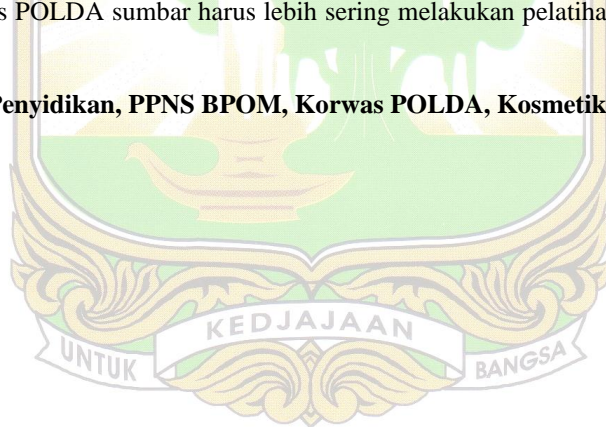 s POLDA sumbar harus lebih sering melakukan pelatiha
Penyidikan, PPNS BPOM, Korwas POLDA, Kosmetik
UNTUK KEDJAJAAN BANGSA